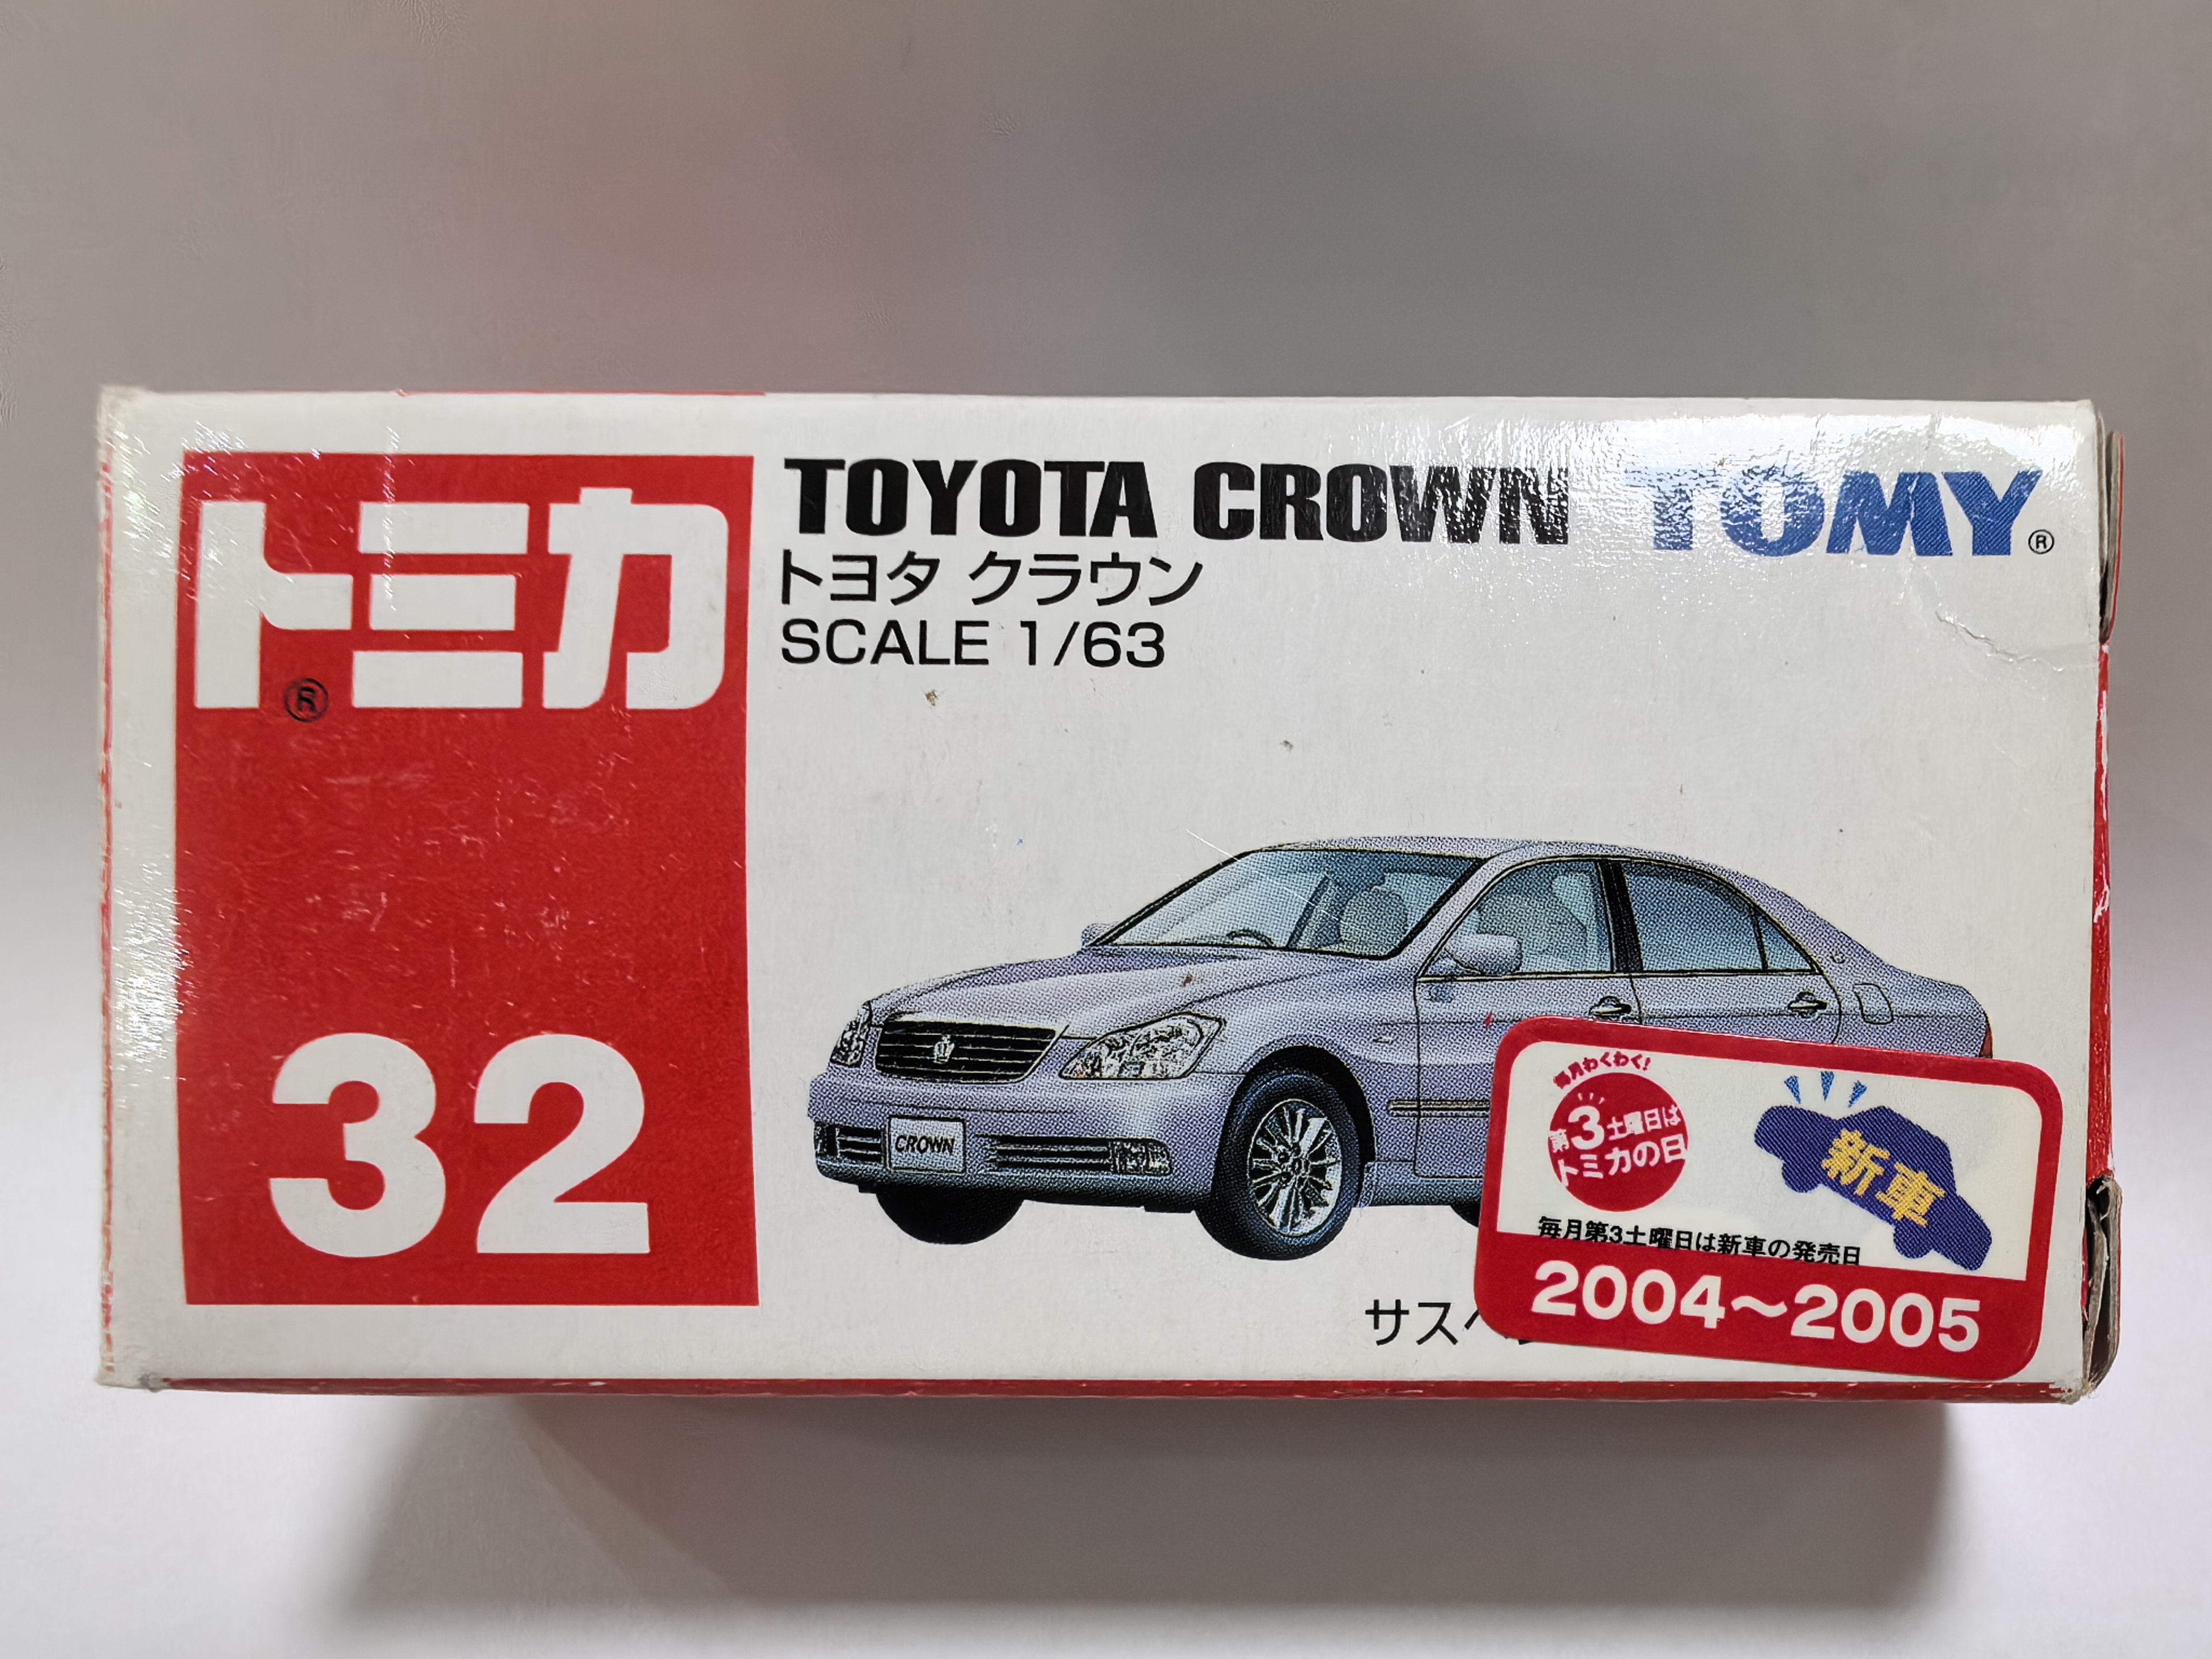 トミカ®
TOYOTA CROWN
TOMY®
トヨタ クラウン
SCALE 1/63
32
CROWN
毎月わくわく!
第3土曜日は
トミカの日
新車
毎月第3土曜日は新車の発売日
2004~2005
サス